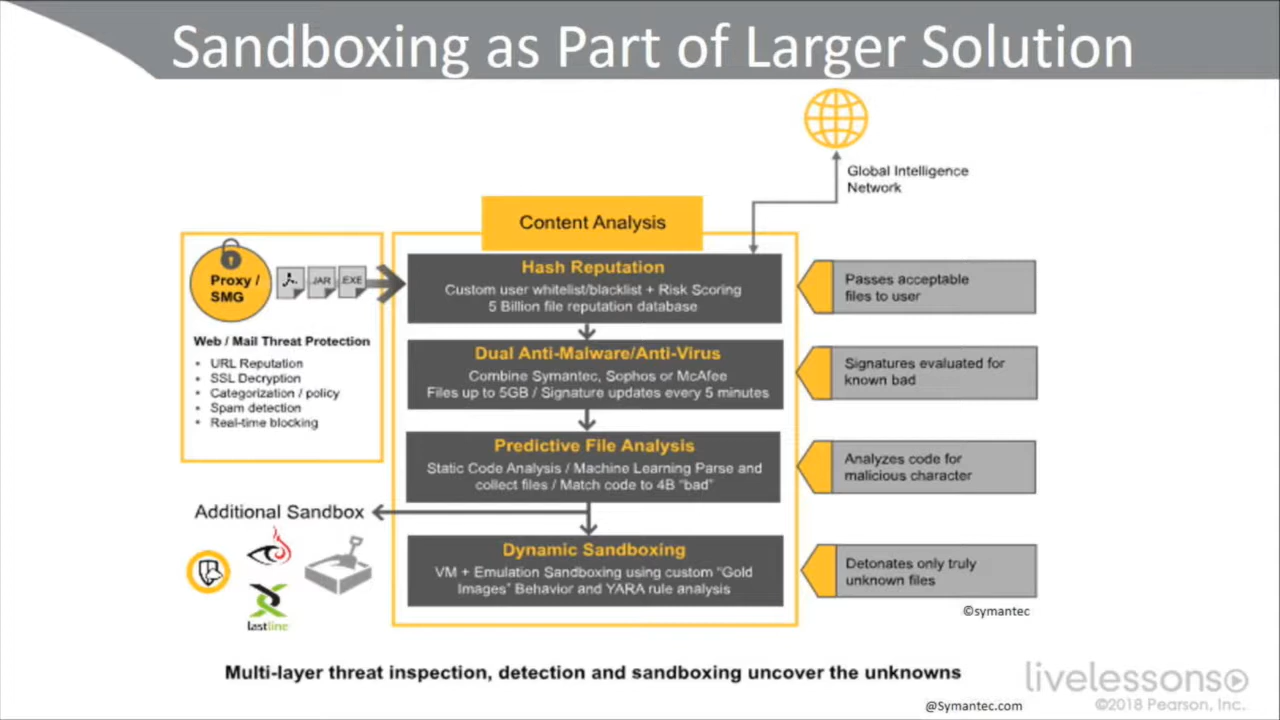 Sandboxing as Part of Larger Solution
Global Intelligence
Network
Content Analysis
Proxy /
SMG
JAR
.EXE
Web / Mail Threat Protection
• URL Reputation
• SSL Decryption
• Categorization / policy
• Spam detection
• Real-time blocking
Hash Reputation
Custom user whitelist/blacklist + Risk Scoring
5 Billion file reputation database
Passes acceptable
files to user
Dual Anti-Malware/Anti-Virus
Combine Symantec, Sophos or McAfee
Files up to 5GB / Signature updates every 5 minutes
Signatures evaluated for
known bad
Predictive File Analysis
Static Code Analysis / Machine Learning Parse and
collect files / Match code to 4B “bad”
Analyzes code for
malicious character
Additional Sandbox
lastline
Dynamic Sandboxing
VM + Emulation Sandboxing using custom “Gold
Images” Behavior and YARA rule analysis
Detonates only truly
unknown files
©symantec
Multi-layer threat inspection, detection and sandboxing uncover the unknowns
livelessons
©2018 Pearson, Inc.
@Symantec.com